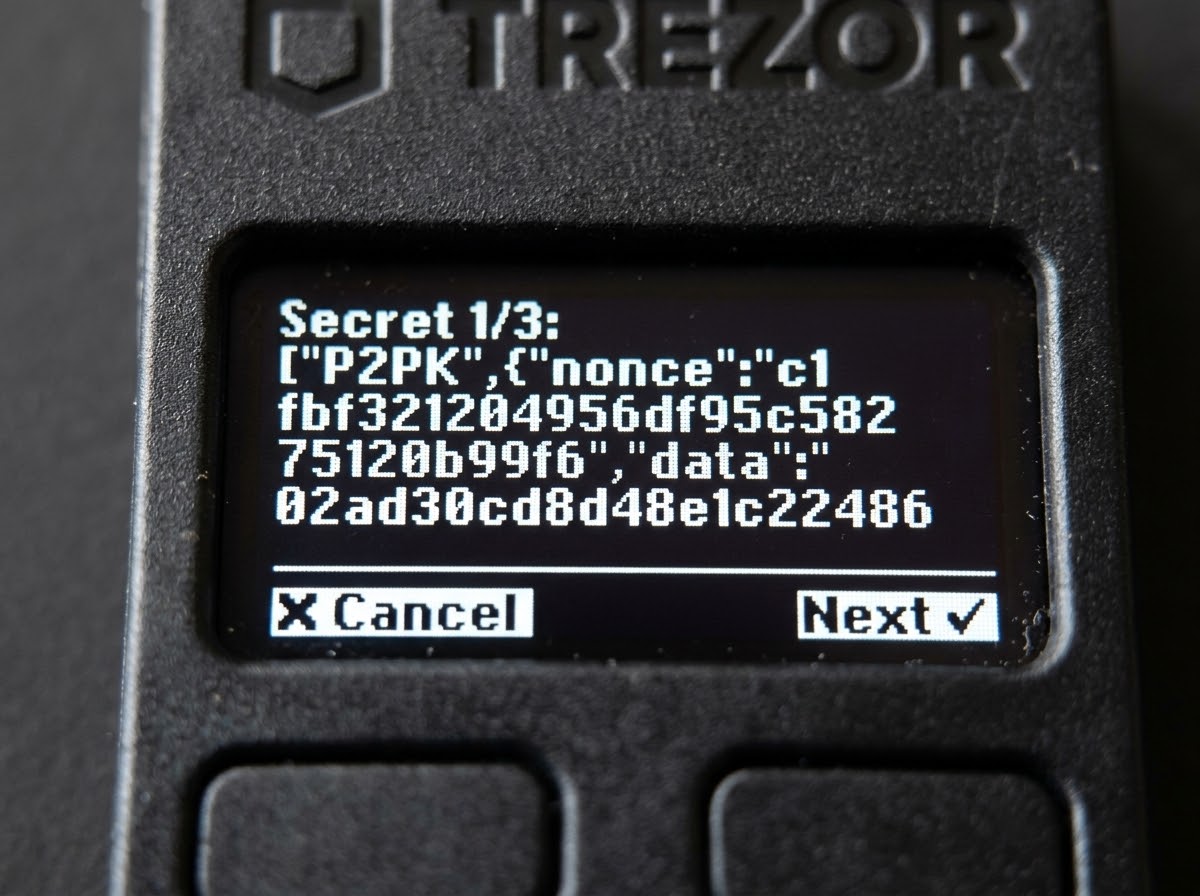 TREZOR
Secret 1/3:
["P2PK",{"nonce":"c1
fbf321204956df95c582
75120b99f6","data":"
02ad30cd8d48e1c22486
Cancel
Next ✓